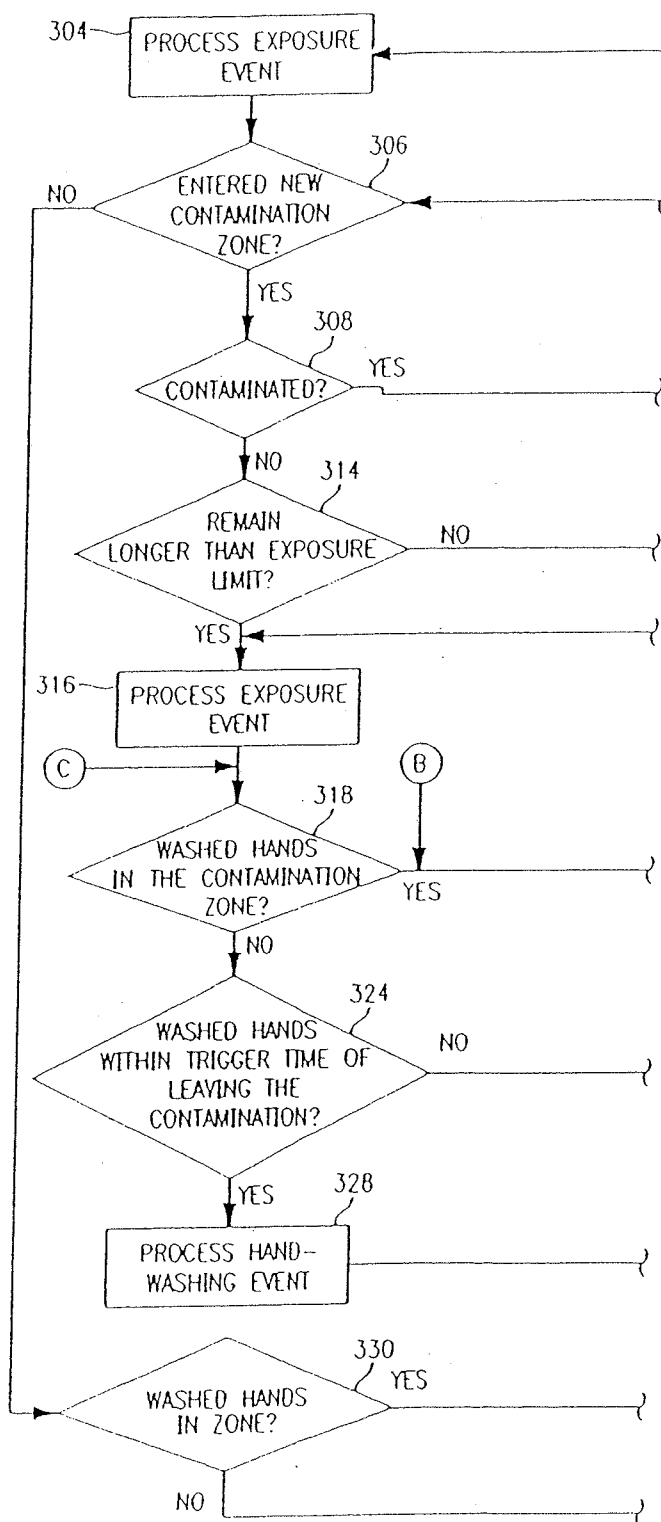 304
PROCESS EXPOSURE
EVENT
306
NO
ENTERED NEW
CONTAMINATION
ZONE?
YES
308
YES
CONTAMINATED?
NO
314
REMAIN
LONGER THAN EXPOSURE
LIMIT?
NO
YES
316
PROCESS EXPOSURE
EVENT
C
B
318
WASHED HANDS
IN THE CONTAMINATION
ZONE?
YES
NO
324
WASHED HANDS
WITHIN TRIGGER TIME OF
LEAVING THE
CONTAMINATION?
NO
YES
328
PROCESS HAND-
WASHING EVENT
330
YES
WASHED HANDS
IN ZONE?
NO